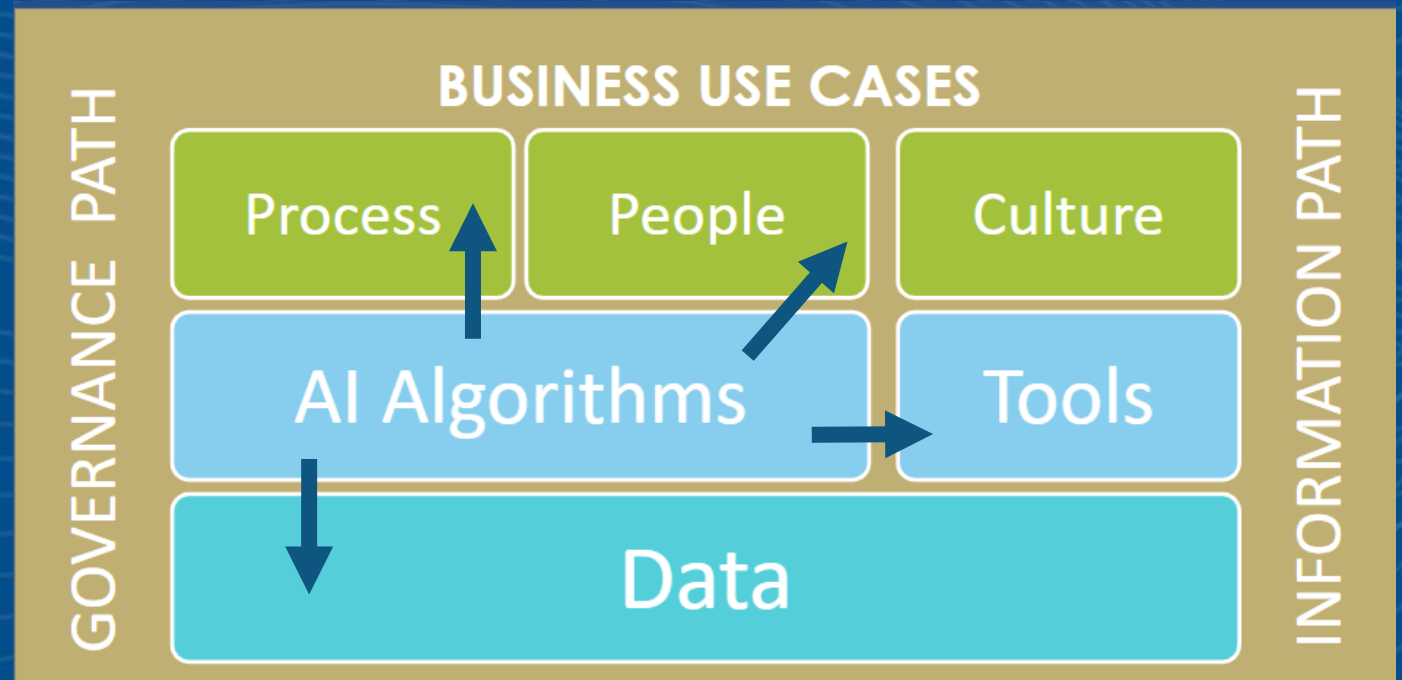 BUSINESS USE CASES
GOVERNANCE PATH
Process
People
Culture
AI Algorithms
Tools
Data
INFORMATION PATH